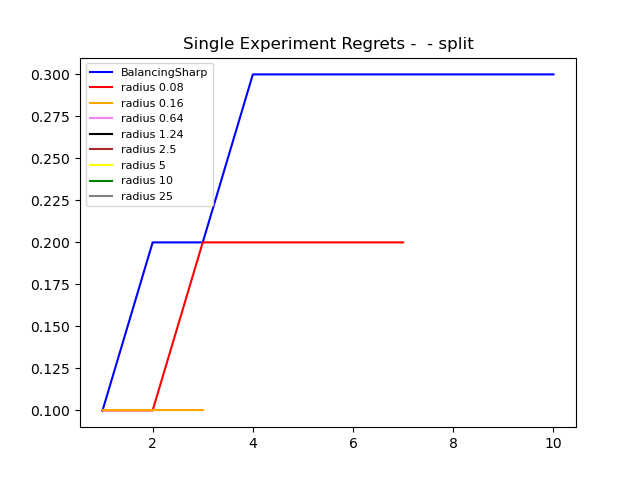 Single Experiment Regrets -  - split
BalancingSharp
radius 0.08
radius 0.16
radius 0.64
radius 1.24
radius 2.5
radius 5
radius 10
radius 25
0.300
0.275
0.250
0.225
0.200
0.175
0.150
0.125
0.100
2 4 6 8 10